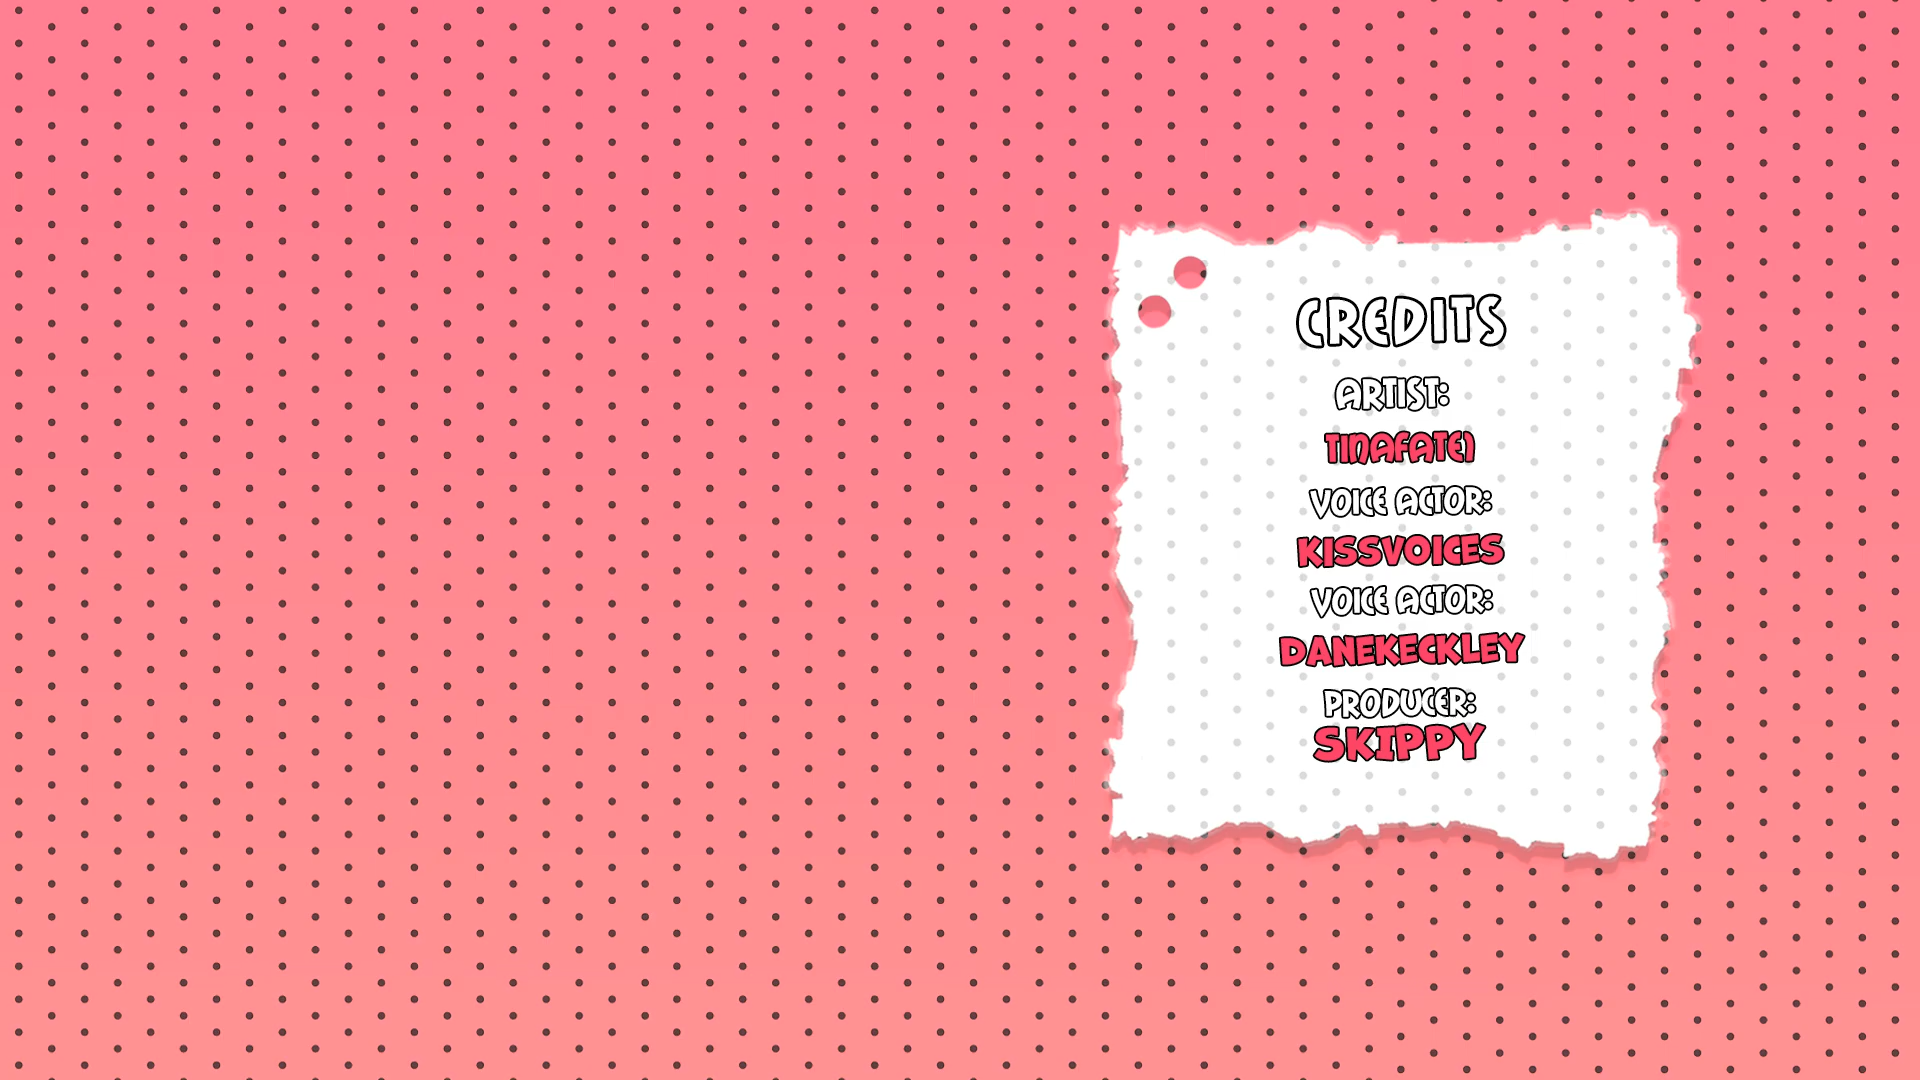 CREDITS
ARTIST:
TINAFATE1
VOICE ACTOR:
KISSVOICES
VOICE ACTOR:
DANEKECKLEY
PRODUCER:
SKIPPY